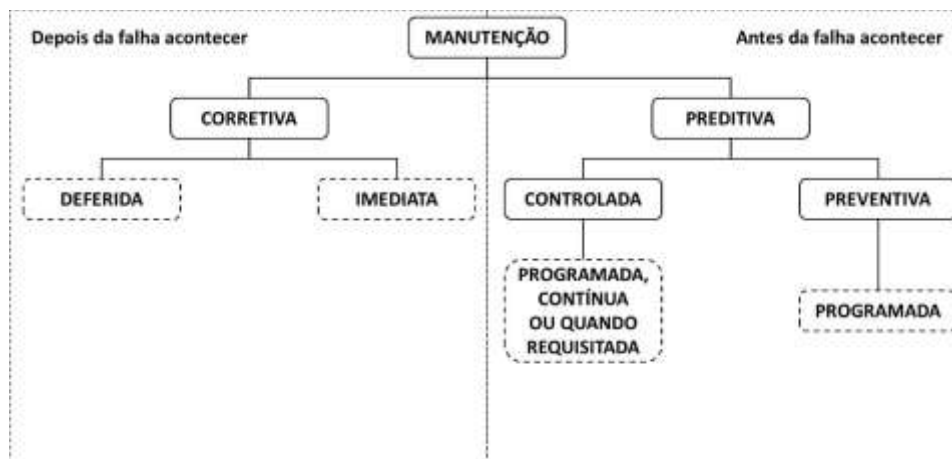 Depois da falha acontecer
MANUTENÇÃO
Antes da falha acontecer
CORRETIVA
PREDITIVA
DEFERIDA
IMEDIATA
CONTROLADA
PREVENTIVA
PROGRAMADA,
CONTÍNUA
OU QUANDO
REQUISITADA
PROGRAMADA